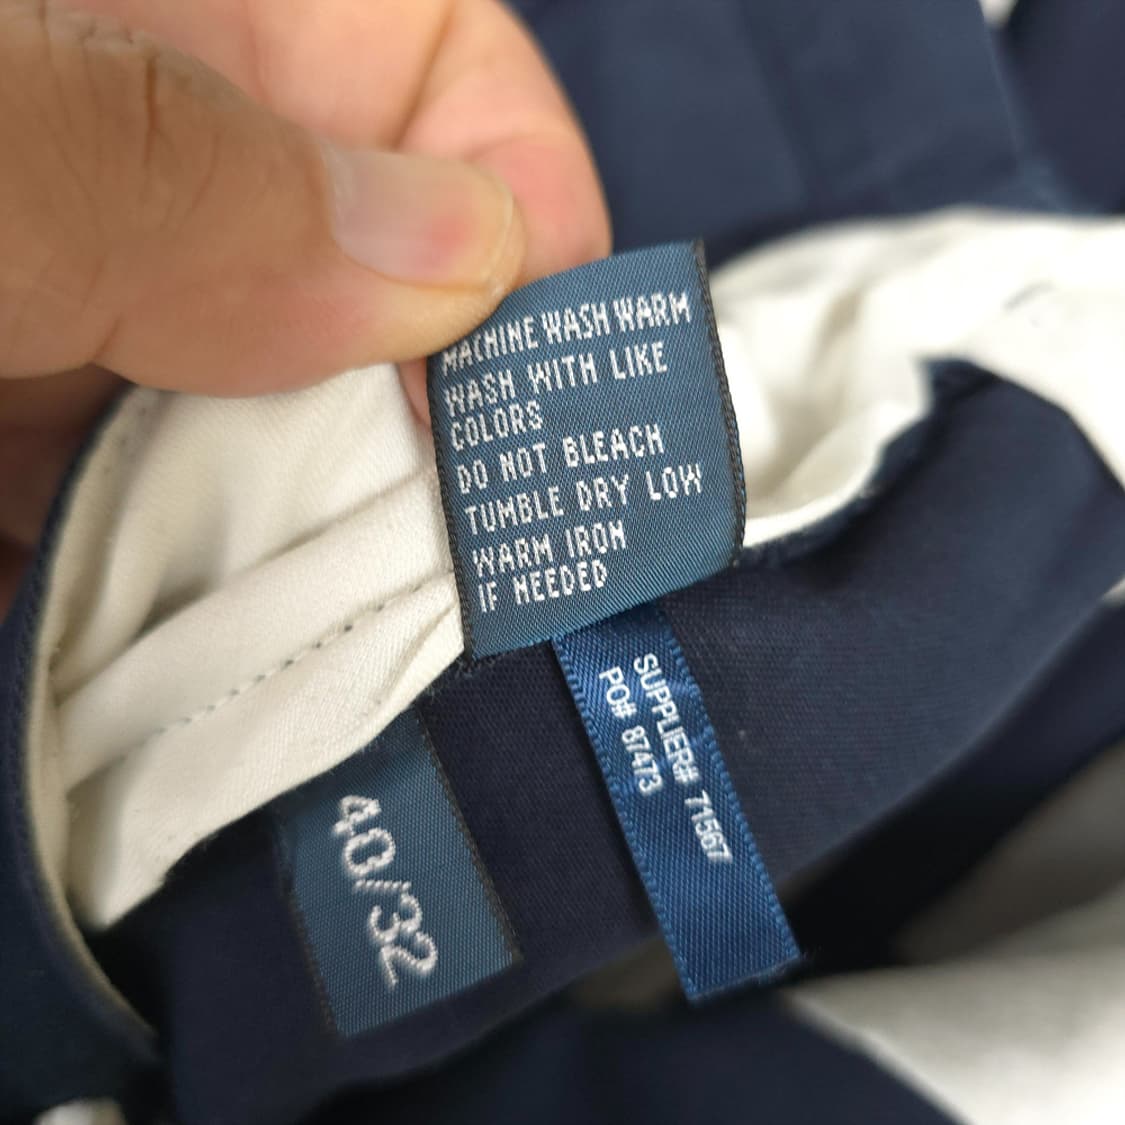 MACHINE WASH WARM
WASH WITH LIKE
COLORS
DO NOT BLEACH
TUMBLE DRY LOW
WARM IRON
IF NEEDED
SUPPLIER# 71567
PO# 87473
40/32